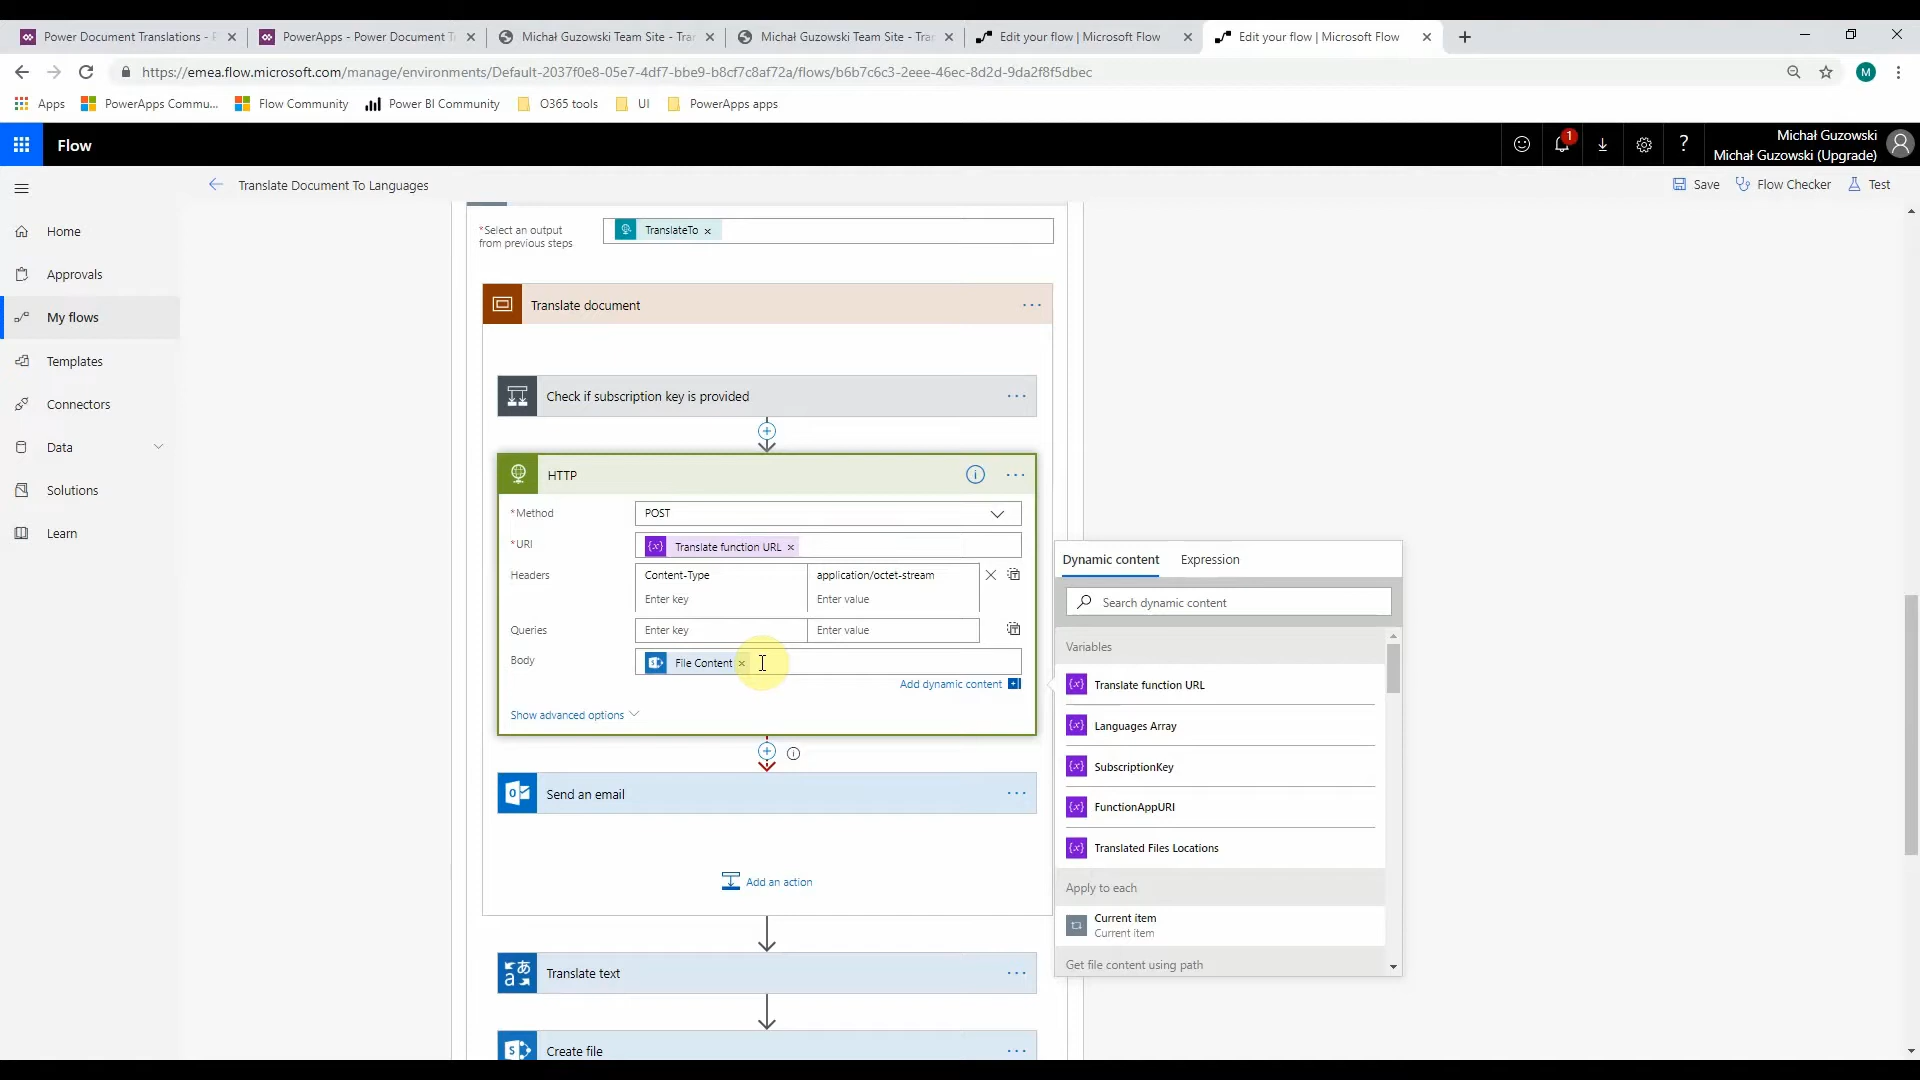 Power Document Translations -
PowerApps - Power Document T
Michał Guzowski Team Site - Tra
Michał Guzowski Team Site - Tra
Edit your flow | Microsoft Flow
Edit your flow | Microsoft Flow
https://emea.flow.microsoft.com/manage/environments/Default-2037f0e8-05e7-4df7-bbe9-b8cf7c8af72a/flows/b6b7c6c3-2eee-46ec-8d2d-9da2f8f5dbec
M
Apps
PowerApps Commu...
Flow Community
Power BI Community
O365 tools
UI
PowerApps apps
Flow
1
?
Michał Guzowski
Michał Guzowski (Upgrade)
Translate Document To Languages
Save
Flow Checker
Test
Home
Approvals
My flows
Templates
Connectors
Data
Solutions
Learn
*Select an output
from previous steps
TranslateTo ×
Translate document
...
Check if subscription key is provided
...
HTTP
...
*Method
POST
*URI
Translate function URL ×
Headers
Content-Type
application/octet-stream
Enter key
Enter value
Queries
Enter key
Enter value
Body
File Content ×
Add dynamic content
Show advanced options
Send an email
...
Add an action
Translate text
...
Create file
...
Dynamic content
Expression
Search dynamic content
Variables
Translate function URL
Languages Array
SubscriptionKey
FunctionAppURI
Translated Files Locations
Apply to each
Current item
Current item
Get file content using path